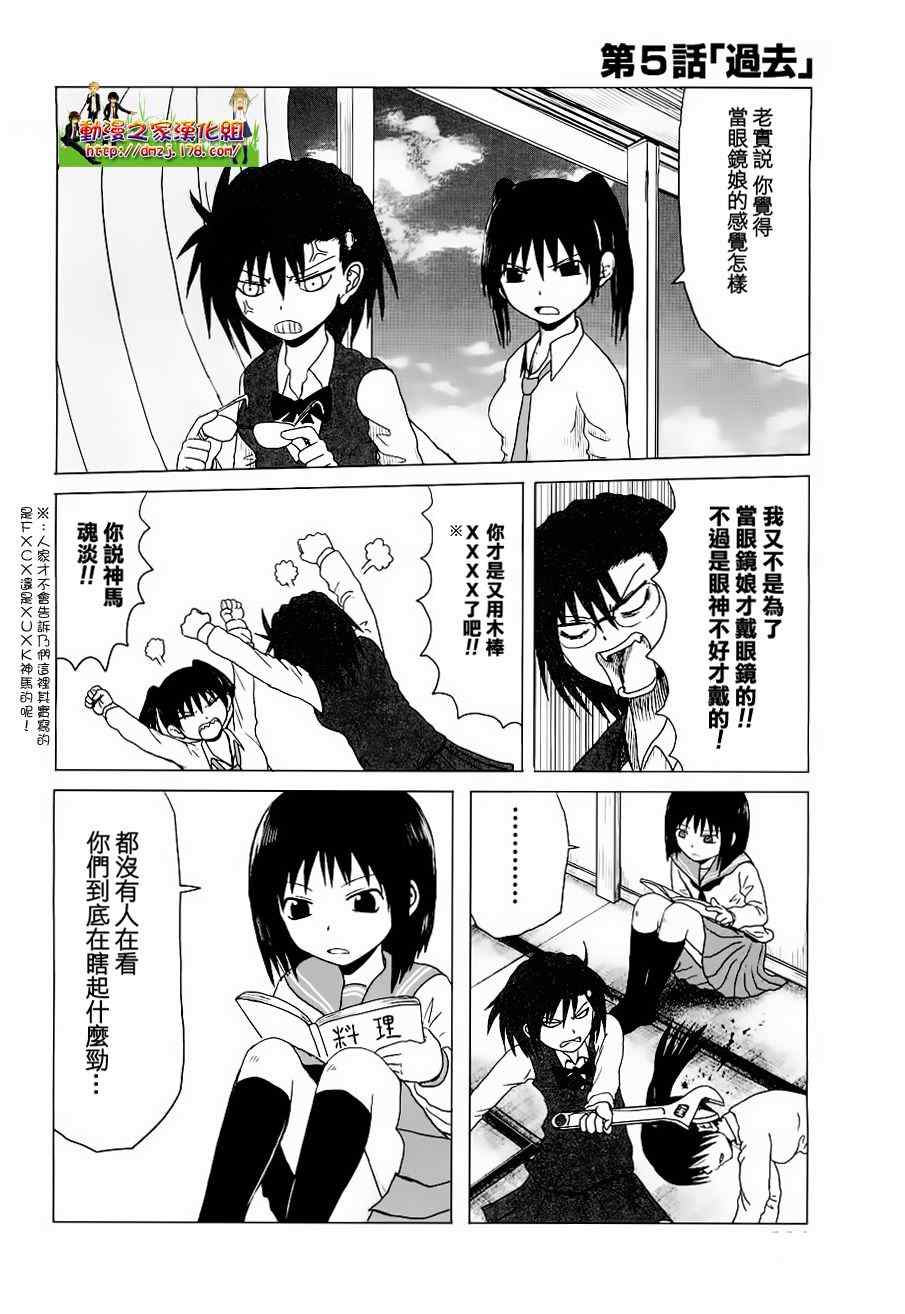 第5話「過去」
動漫之家漢化組
http://dmzj.178.com/
老實説 你覺得
當眼鏡娘的感覺怎樣
我又不是為了
當眼鏡娘才戴眼鏡的!!
不過是眼神不好才戴的!
你才是又用木棒
XXXX了吧!!
※
你説神馬
魂淡!!
※:人家才不會告訴乃們這裡其實寫的
是下XCX還是XUXK神馬的呢!
………
都沒有人在看
你們到底在瞎起什麼勁…
料理